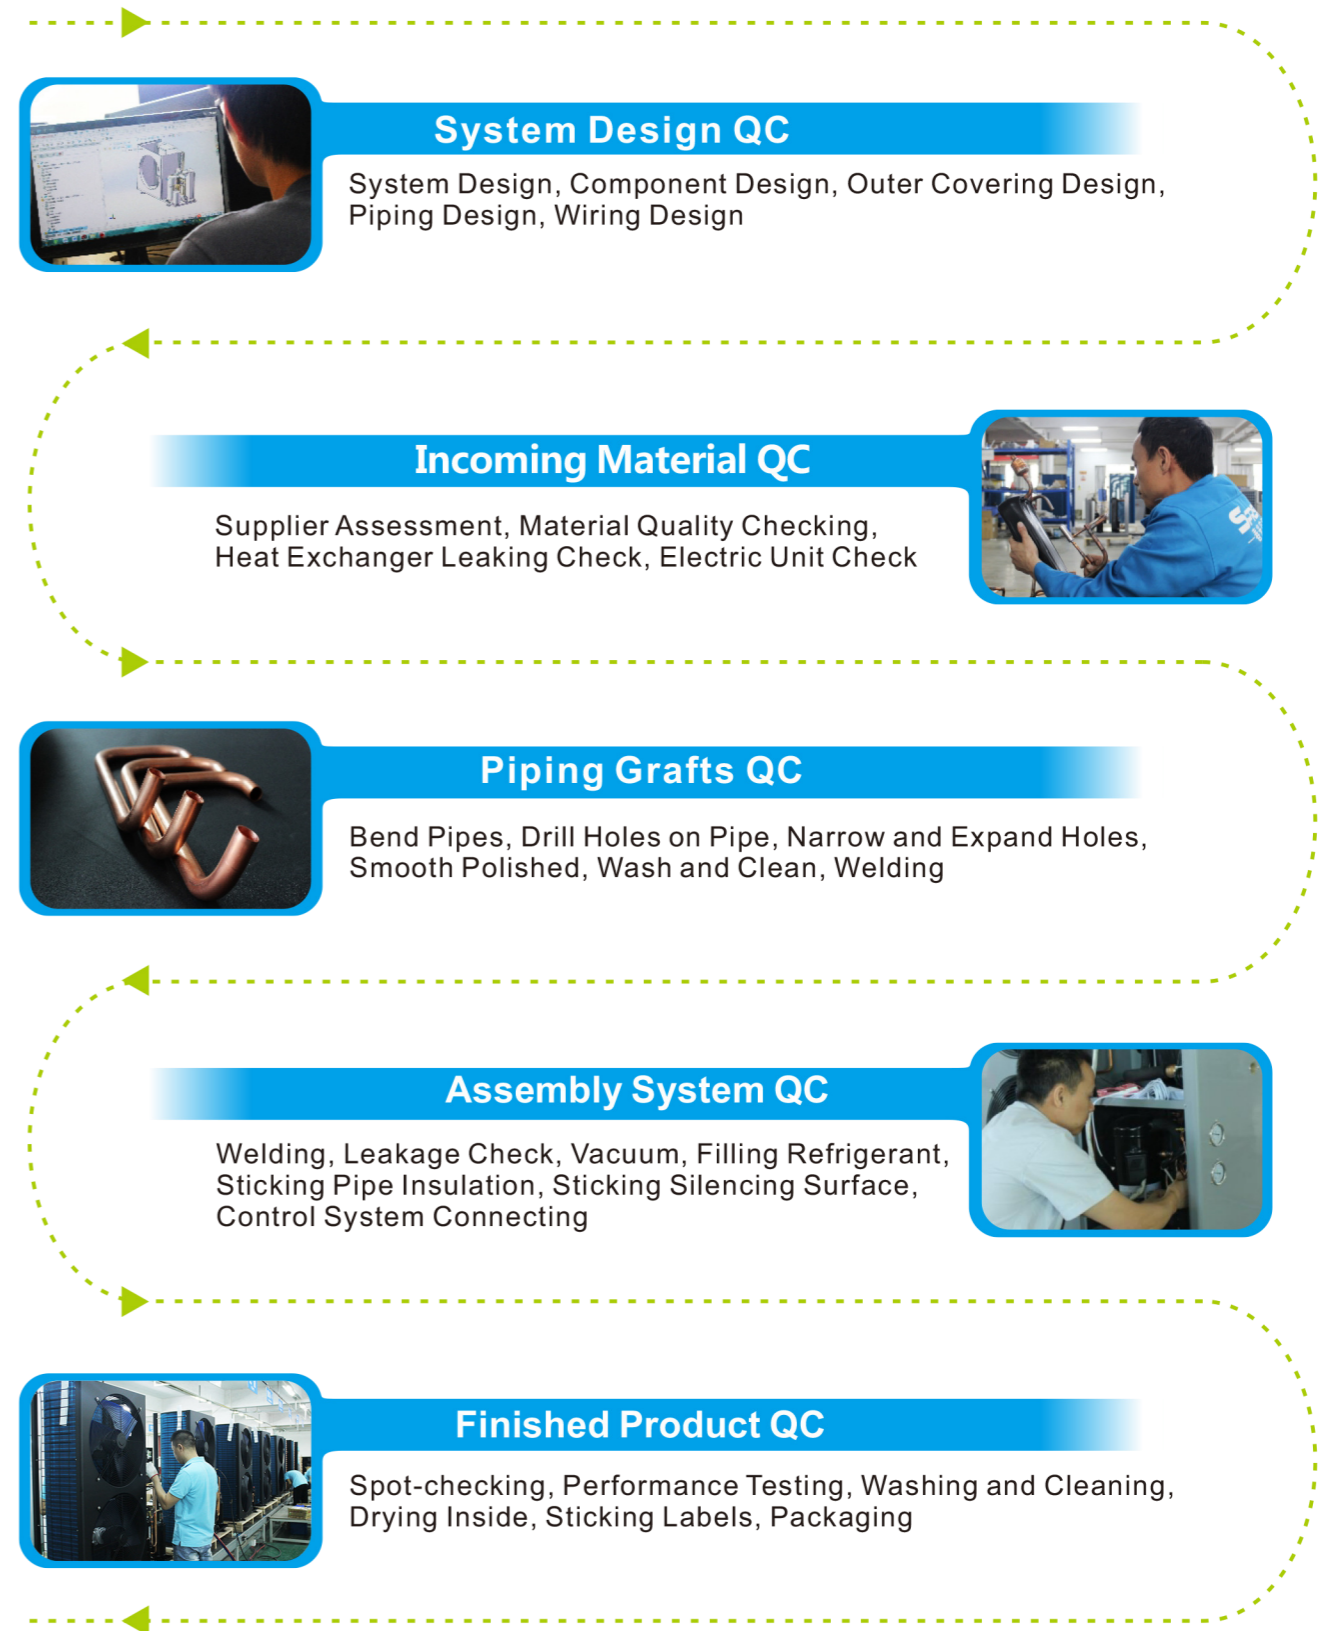 System Design QC
System Design, Component Design, Outer Covering Design,
Piping Design, Wiring Design
Incoming Material QC
Supplier Assessment, Material Quality Checking,
Heat Exchanger Leaking Check, Electric Unit Check
Piping Grafts QC
Bend Pipes, Drill Holes on Pipe, Narrow and Expand Holes,
Smooth Polished, Wash and Clean, Welding
Assembly System QC
Welding, Leakage Check, Vacuum, Filling Refrigerant,
Sticking Pipe Insulation, Sticking Silencing Surface,
Control System Connecting
Finished Product QC
Spot-checking, Performance Testing, Washing and Cleaning,
Drying Inside, Sticking Labels, Packaging